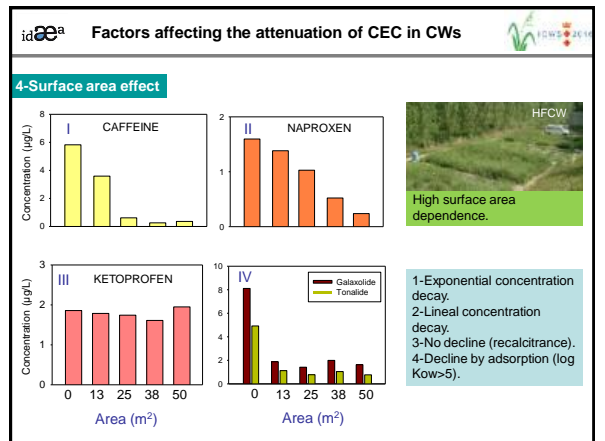 idæa
Factors affecting the attenuation of CEC in CWs
4-Surface area effect
8
6
4
2
0
Concentration (µg/L)
I
CAFFEINE
2
1
0
II
NAPROXEN
HFCW
High surface area
dependence.
3
2
1
0
Concentration (µg/L)
III
KETOPROFEN
0 13 25 38 50
Area (m²)
10
8
6
4
2
0
IV
Galaxolide
Tonalide
0 13 25 38 50
Area (m²)
1-Exponential concentration
decay.
2-Lineal concentration
decay.
3-No decline (recalcitrance).
4-Decline by adsorption (log
Kow>5).